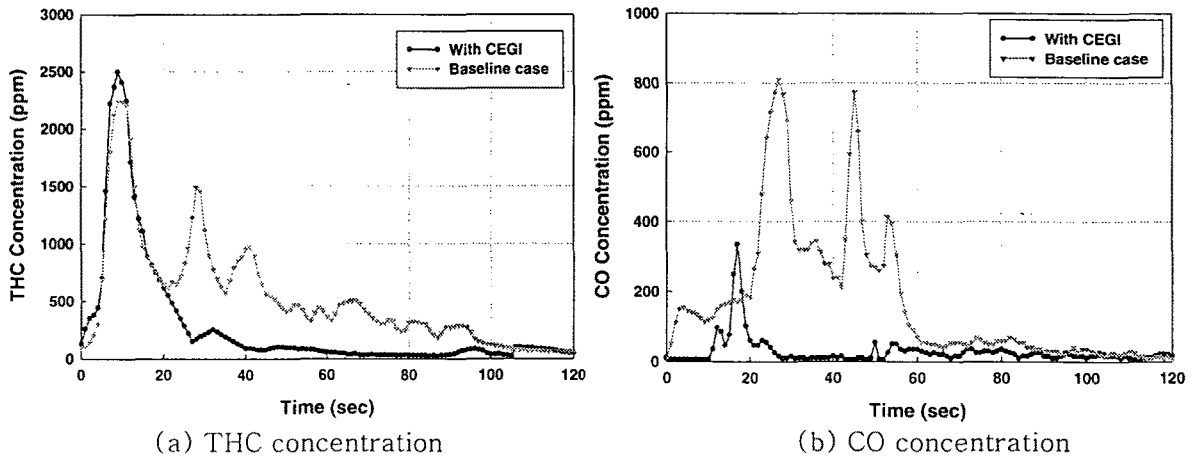 3000
2500
2000
1500
1000
500
0
THC Concentration (ppm)
With CEGI
Baseline case
0
20
40
60
80
100
120
Time (sec)
(a) THC concentration
1000
800
600
400
200
0
CO Concentration (ppm)
With CEGI
Baseline case
0
20
40
60
80
100
120
Time (sec)
(b) CO concentration